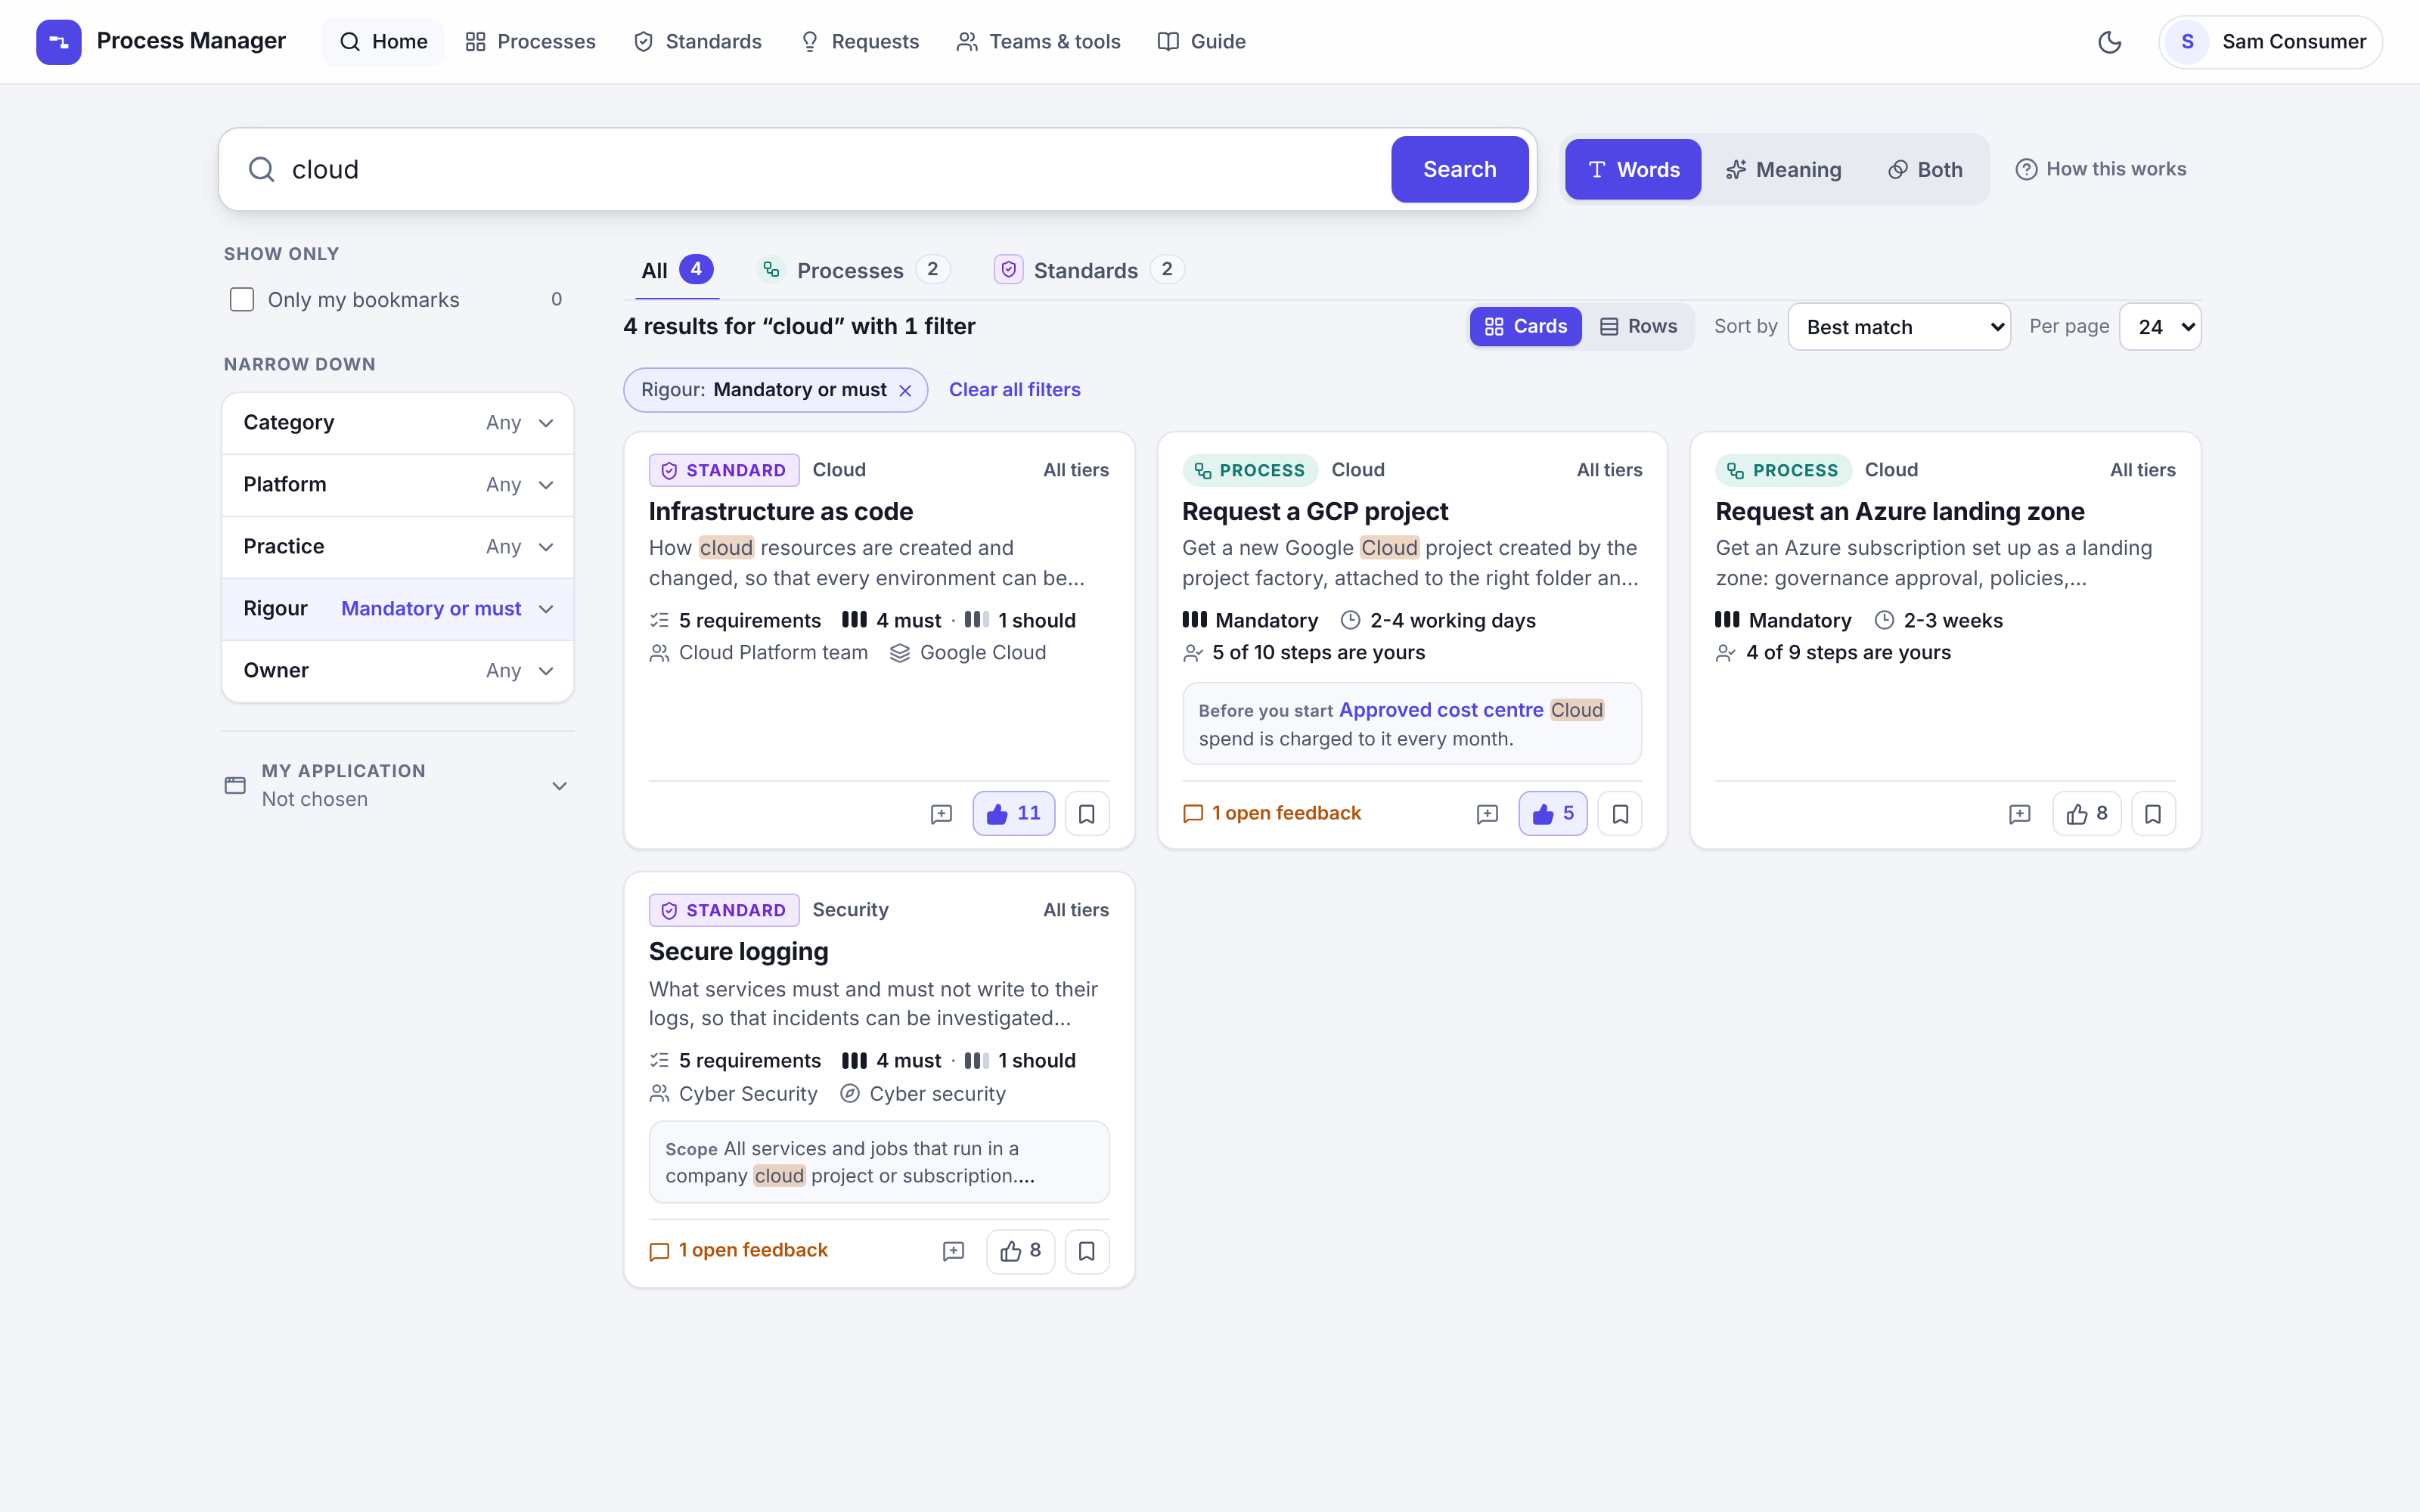 Process Manager
Home
Processes
Standards
Requests
Teams & tools
Guide
S
Sam Consumer
cloud
Search
Words
Meaning
Both
How this works
SHOW ONLY
Only my bookmarks 0
NARROW DOWN
Category Any
Platform Any
Practice Any
Rigour Mandatory or must
Owner Any
MY APPLICATION
Not chosen
All 4
Processes 2
Standards 2
4 results for “cloud” with 1 filter
Cards
Rows
Sort by Best match
Per page 24
Rigour: Mandatory or must
Clear all filters
STANDARD Cloud All tiers
Infrastructure as code
How cloud resources are created and
changed, so that every environment can be...
5 requirements 4 must · 1 should
Cloud Platform team Google Cloud
11
PROCESS Cloud All tiers
Request a GCP project
Get a new Google Cloud project created by the
project factory, attached to the right folder an...
Mandatory 2-4 working days
5 of 10 steps are yours
Before you start Approved cost centre Cloud
spend is charged to it every month.
1 open feedback 5
PROCESS Cloud All tiers
Request an Azure landing zone
Get an Azure subscription set up as a landing
zone: governance approval, policies,...
Mandatory 2-3 weeks
4 of 9 steps are yours
8
STANDARD Security All tiers
Secure logging
What services must and must not write to their
logs, so that incidents can be investigated...
5 requirements 4 must · 1 should
Cyber Security Cyber security
Scope All services and jobs that run in a
company cloud project or subscription....
1 open feedback 8